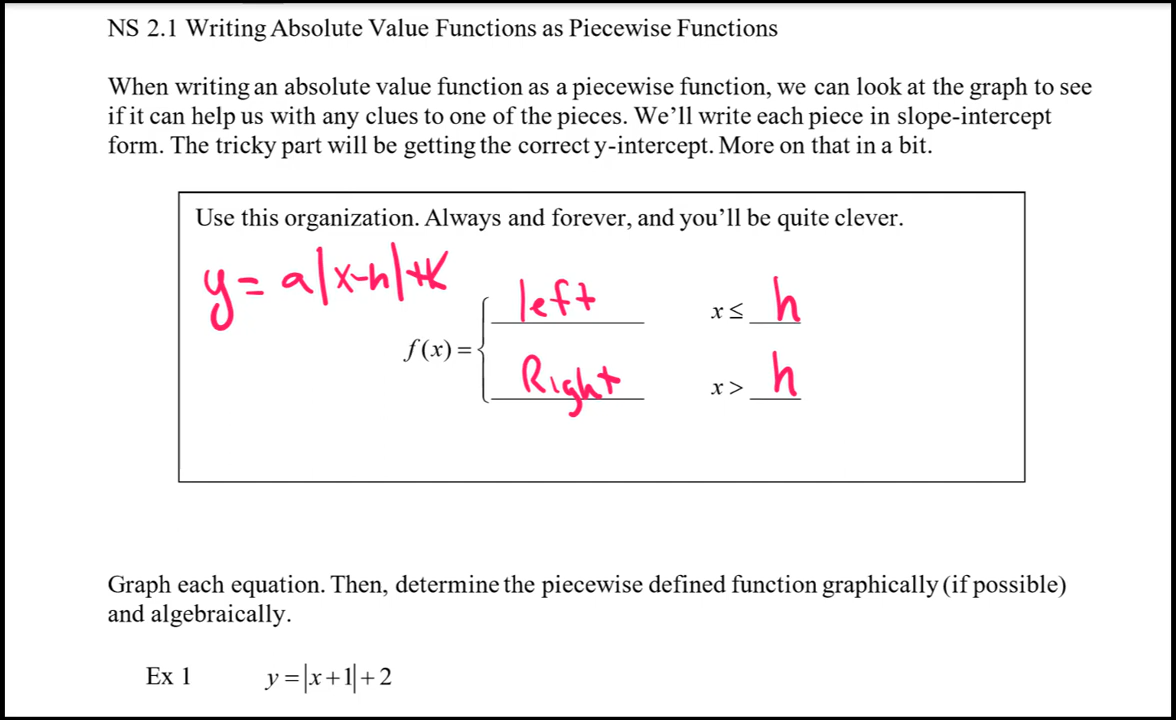 NS 2.1 Writing Absolute Value Functions as Piecewise Functions
When writing an absolute value function as a piecewise function, we can look at the graph to see
if it can help us with any clues to one of the pieces. We'll write each piece in slope-intercept
form. The tricky part will be getting the correct y-intercept. More on that in a bit.
Use this organization. Always and forever, and you'll be quite clever.
y = a|x-h|+k
left x ≤ h
f(x) =
Right x > h
Graph each equation. Then, determine the piecewise defined function graphically (if possible)
and algebraically.
Ex 1 y = |x+1| + 2